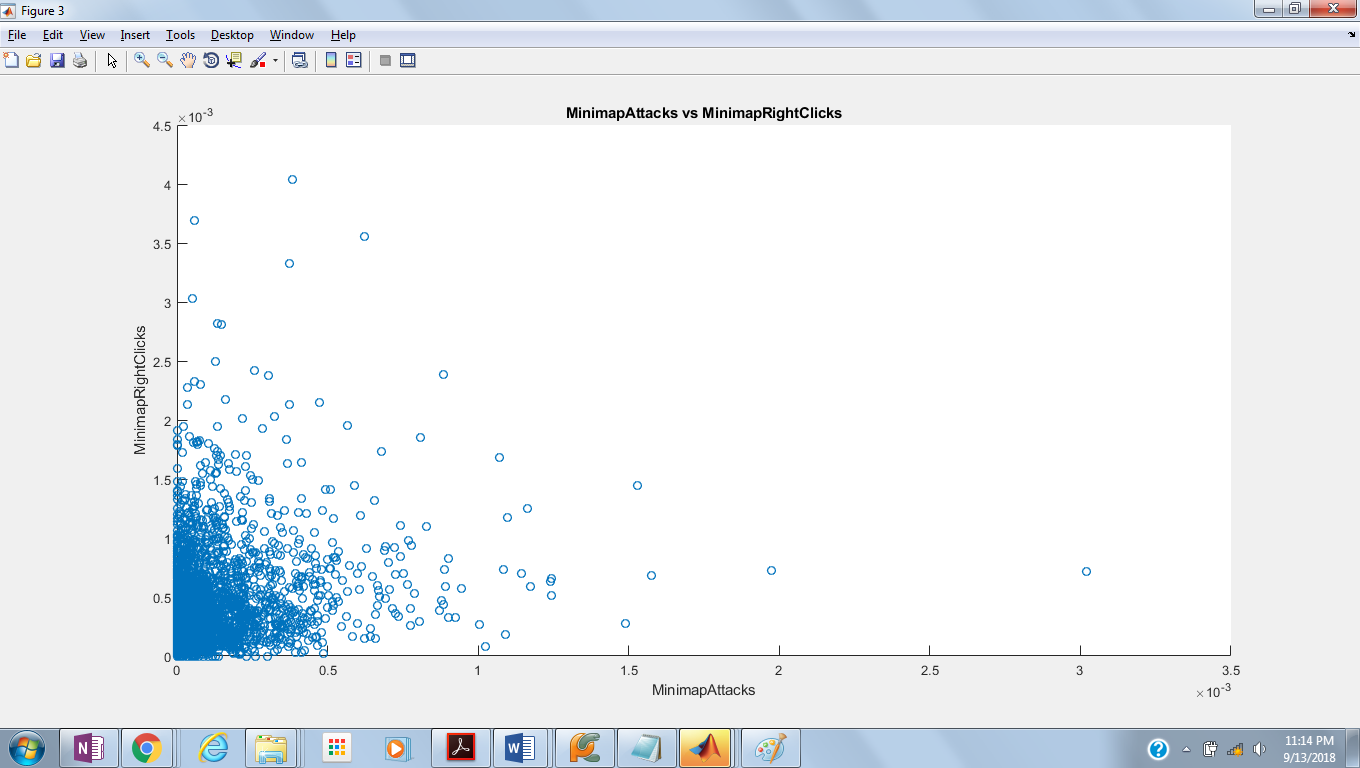 Figure 3
File Edit View Insert Tools Desktop Window Help
MinimapAttacks vs MinimapRightClicks
×10-3
4.5
4
3.5
3
2.5
2
1.5
1
0.5
0
MinimapRightClicks
0 0.5 1 1.5 2 2.5 3 3.5
MinimapAttacks
×10-3
11:14 PM
9/13/2018